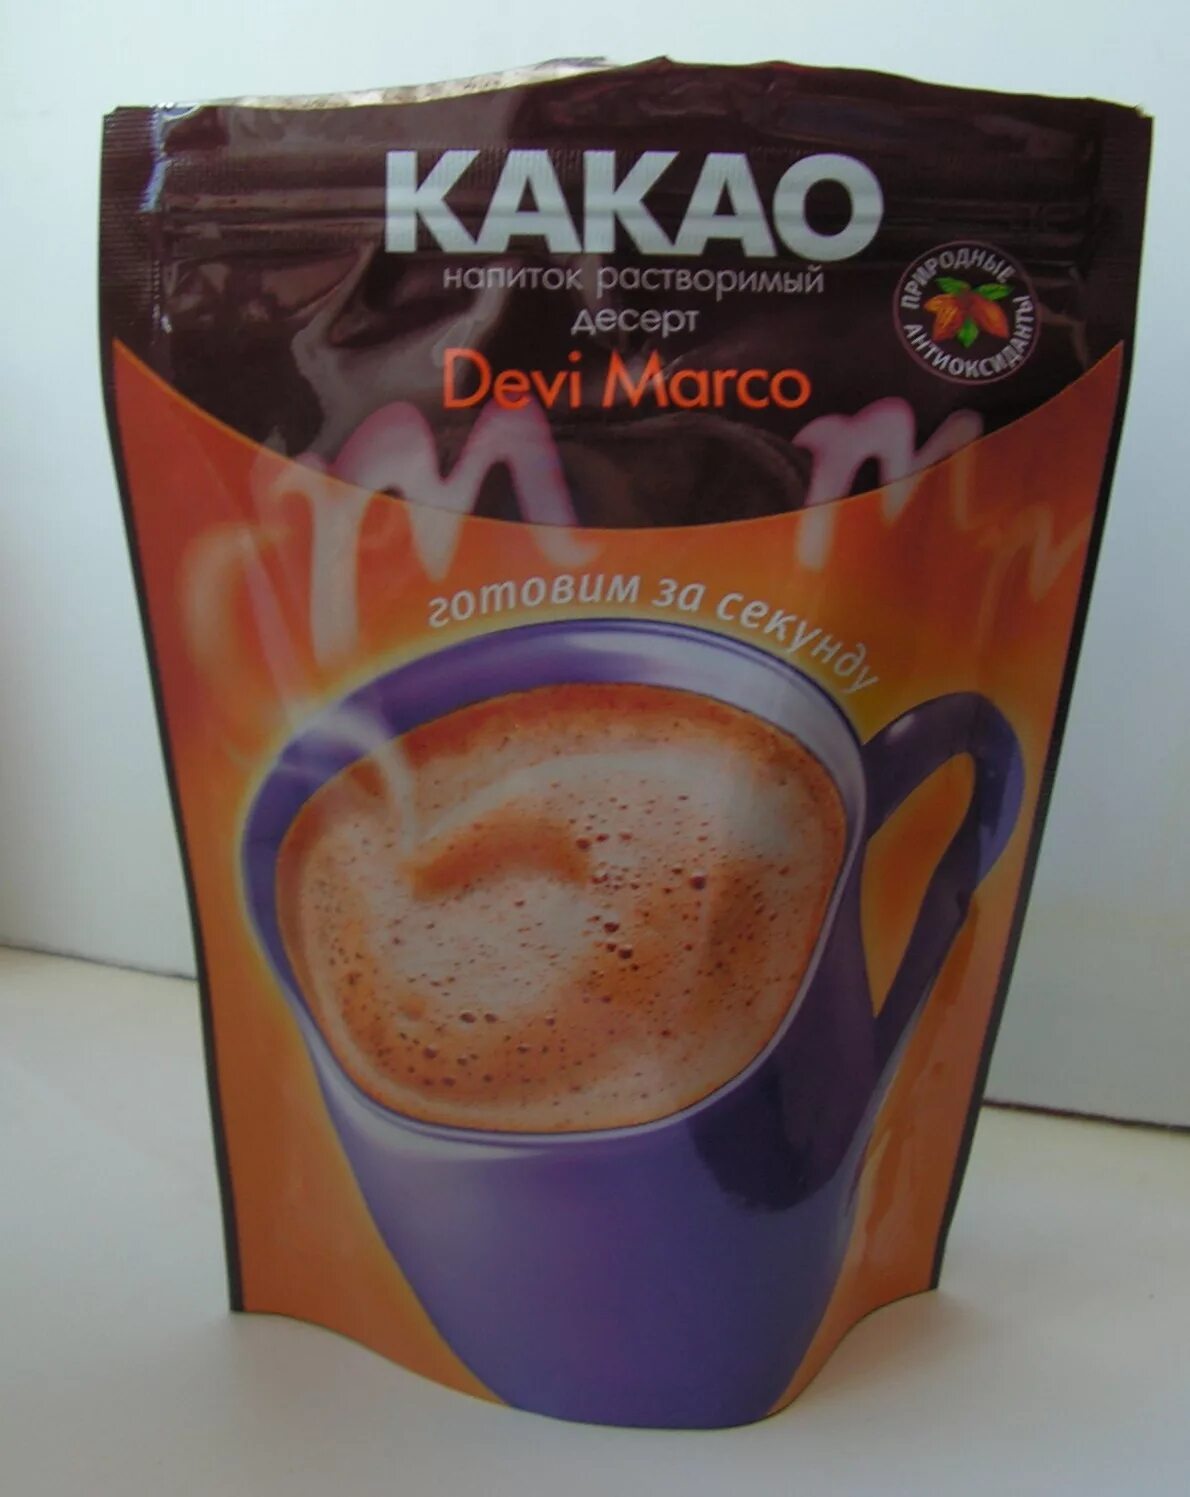 КАКАО
напиток растворимый
десерт
Devi Marco
ПРИРОДНЫЕ
АНТИОКСИДАНТЫ
готовим за секунду